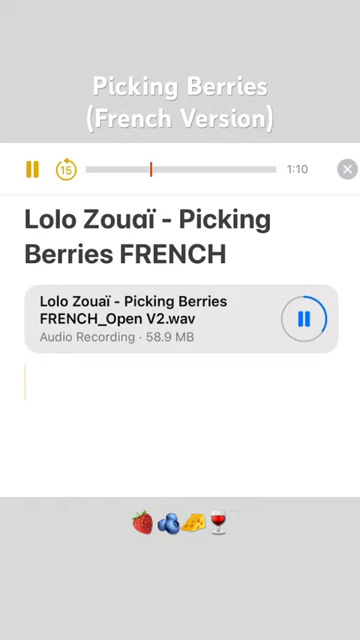 Picking Berries
(French Version)
15
1:10
Lolo Zouaï - Picking
Berries FRENCH
Lolo Zouaï - Picking Berries
FRENCH_Open V2.wav
Audio Recording · 58.9 MB